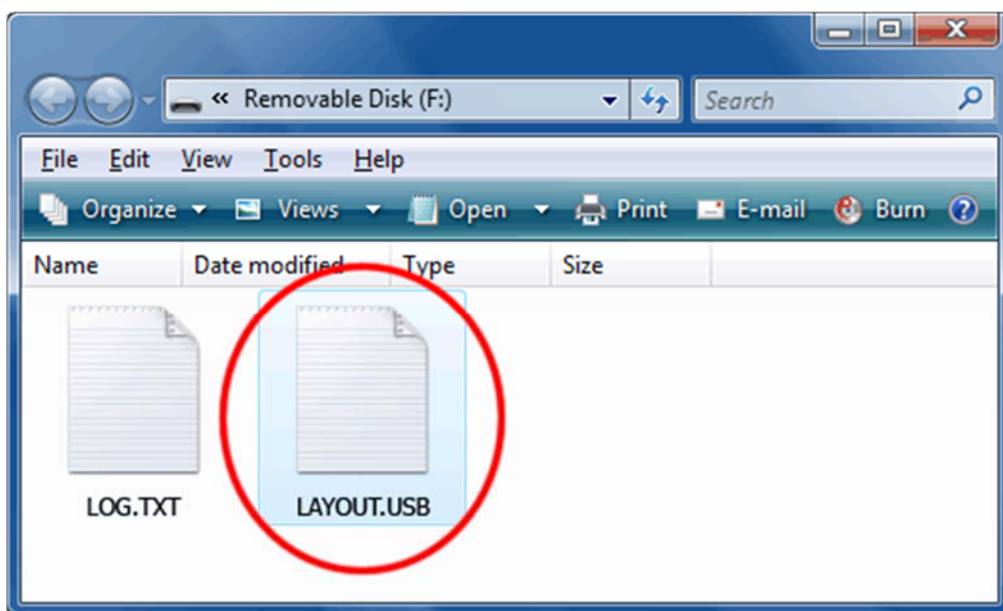 « Removable Disk (F:) Search
File Edit View Tools Help
Organize Views Open Print E-mail Burn ?
Name Date modified Type Size
LOG.TXT LAYOUT.USB